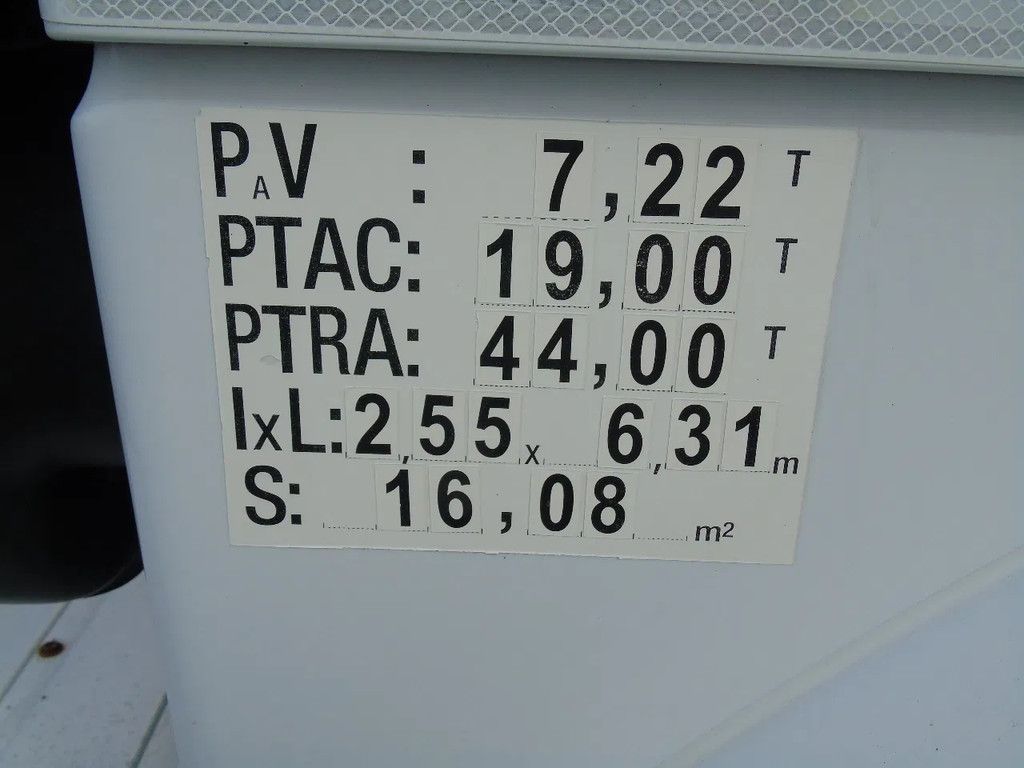 PAV : 7,22 T
PTAC: 19,00 T
PTRA: 44,00 T
lxL: 2,55 x 6,31 m
S: 16,08 m²